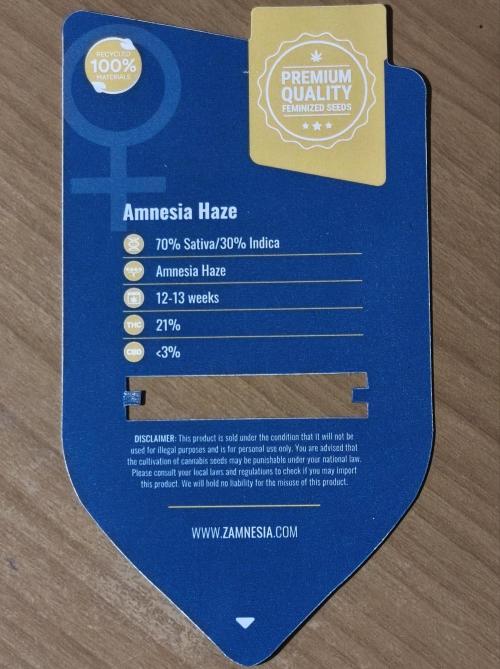 RECYCLED
100%
MATERIALS
PREMIUM
QUALITY
FEMINIZED SEEDS
Amnesia Haze
70% Sativa/30% Indica
Amnesia Haze
12-13 weeks
THC 21%
CBD <3%
DISCLAIMER: This product is sold under the condition that it will not be
used for illegal purposes and is for personal use only. You are advised that
the cultivation of cannabis seeds may be punishable under your national law.
Please consult your local laws and regulations to check if you may import
this product. We will hold no liability for the misuse of this product.
WWW.ZAMNESIA.COM